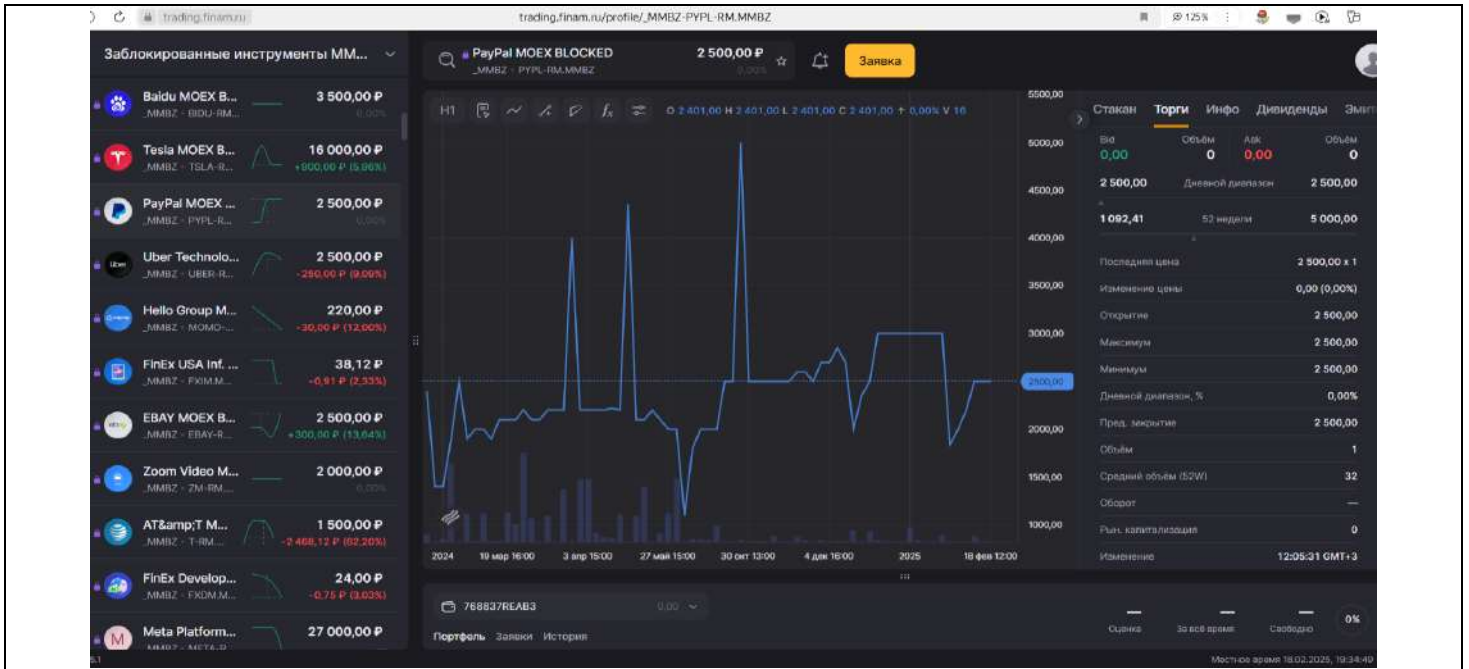 trading.finam.ru
trading.finam.ru/profile/_MMBZ-PYPL-RM.MMBZ
125%
Заблокированные инструменты ММ...
Baidu MOEX B... 3 500,00 ₽
_MMBZ - BIDU-RM... 0,00%
Tesla MOEX B... 16 000,00 ₽
_MMBZ - TSLA-R... +900,00 ₽ (5,96%)
PayPal MOEX ... 2 500,00 ₽
_MMBZ - PYPL-R... 0,00%
Uber Technolo... 2 500,00 ₽
_MMBZ - UBER-R... -250,00 ₽ (9,09%)
Hello Group M... 220,00 ₽
_MMBZ - MOMO-... -30,00 ₽ (12,00%)
FinEx USA Inf. ... 38,12 ₽
_MMBZ - FXIM.M... -0,91 ₽ (2,33%)
EBAY MOEX B... 2 500,00 ₽
_MMBZ - EBAY-R... +300,00 ₽ (13,64%)
Zoom Video M... 2 000,00 ₽
_MMBZ - ZM-RM.... 0,00%
AT&amp;T M... 1 500,00 ₽
_MMBZ - T-RM.... -2 468,12 ₽ (62,20%)
FinEx Develop... 24,00 ₽
_MMBZ - FXDM.M... -0,75 ₽ (3,03%)
Meta Platform... 27 000,00 ₽
_MMBZ - META-R...
PayPal MOEX BLOCKED 2 500,00 ₽
_MMBZ - PYPL-RM.MMBZ 0,00%
Заявка
H1 O 2 401,00 H 2 401,00 L 2 401,00 C 2 401,00 + 0,00% V 16
5500,00
5000,00
4500,00
4000,00
3500,00
3000,00
2500,00
2000,00
1500,00
1000,00
2024 19 мар 16:00 3 апр 15:00 27 май 15:00 30 окт 13:00 4 дек 16:00 2025 18 фев 12:00
Стакан Торги Инфо Дивиденды Эмит
Bid Объём Ask Объём
0,00 0 0,00 0
2 500,00 Дневной диапазон 2 500,00
1 092,41 52 недели 5 000,00
Последняя цена 2 500,00 x 1
Изменение цены 0,00 (0,00%)
Открытие 2 500,00
Максимум 2 500,00
Минимум 2 500,00
Дневной диапазон, % 0,00%
Пред. закрытие 2 500,00
Объём 1
Средний объём (52W) 32
Оборот —
Рын. капитализация 0
Изменение 12:05:31 GMT+3
768837REAB3 0,00
Портфель Заявки История
Оценка — За всё время — Свободно — 0%
Местное время 18.02.2025, 19:34:49